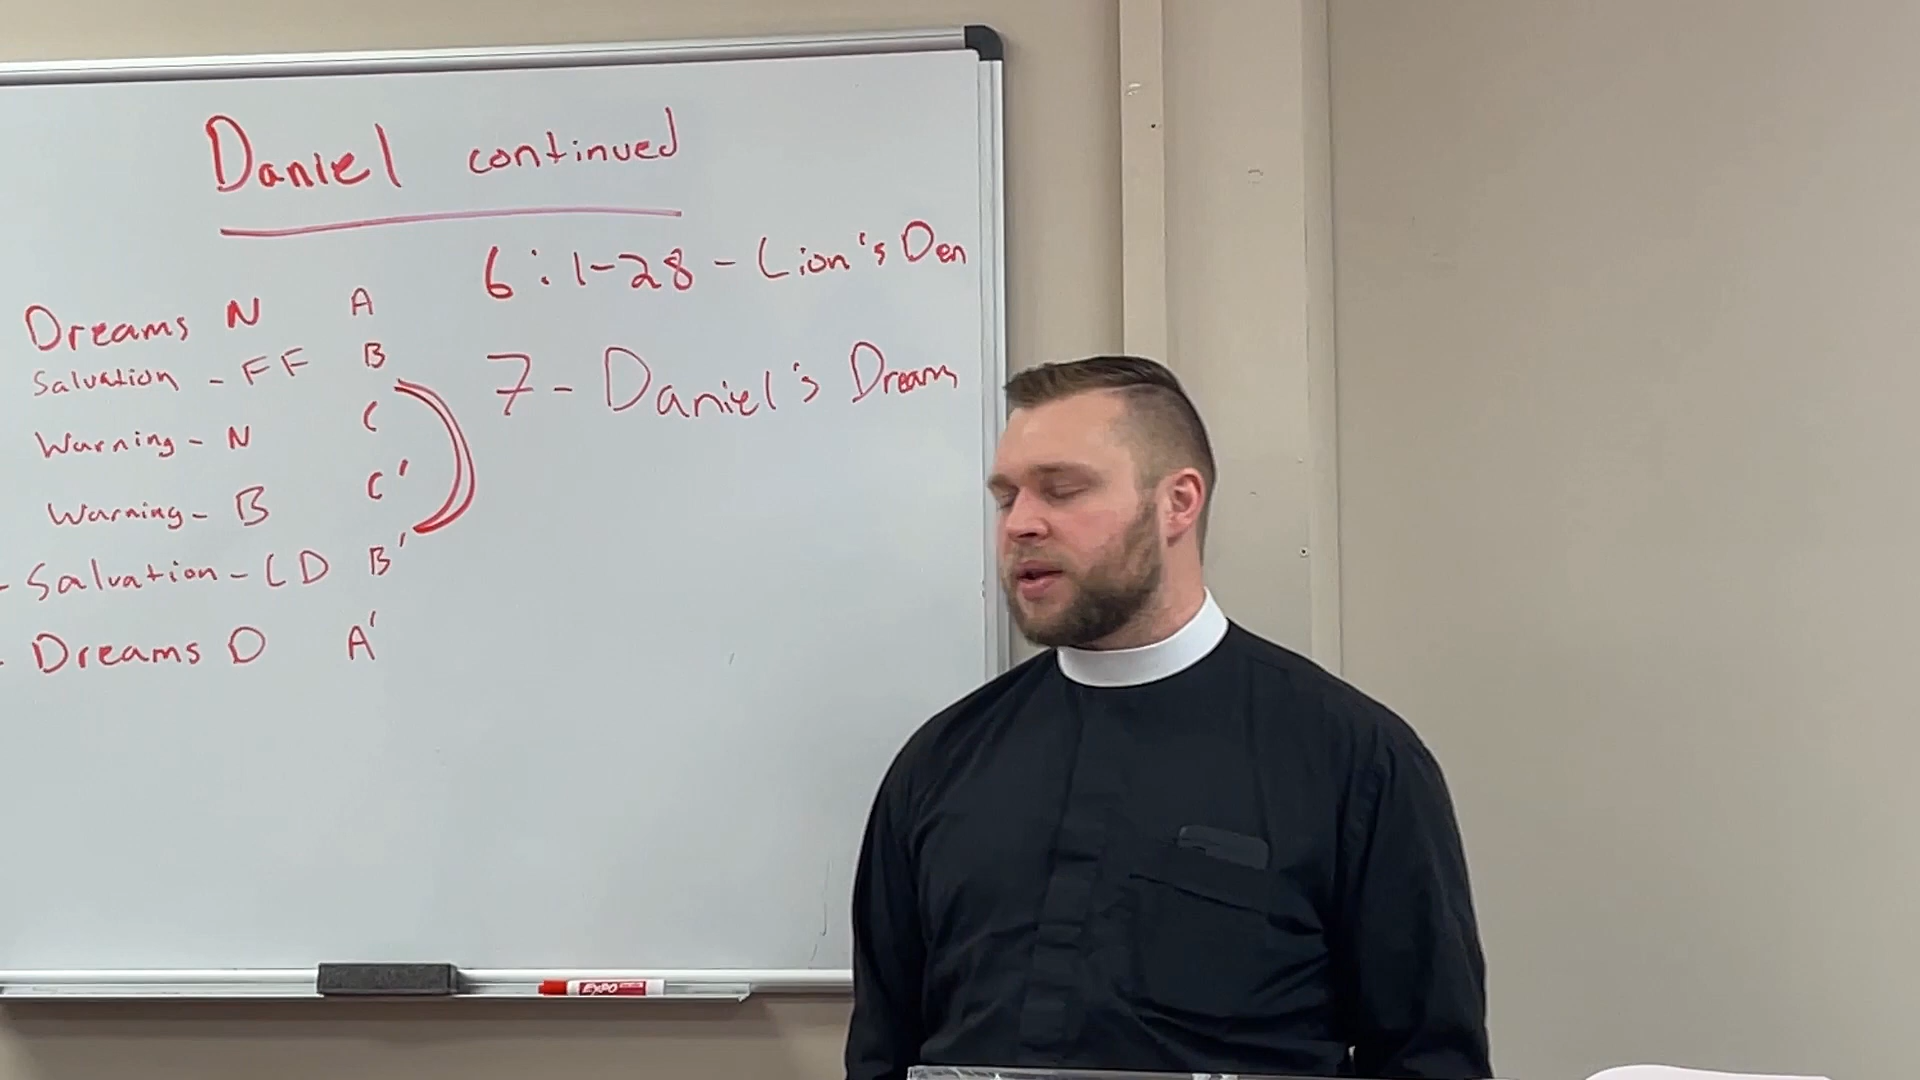 Daniel continued
Dreams N A
Salvation - FF B
Warning - N C
Warning - B C'
- Salvation - LD B'
- Dreams D A'
6:1-28 - Lion's Den
7 - Daniel's Dream
EXPO